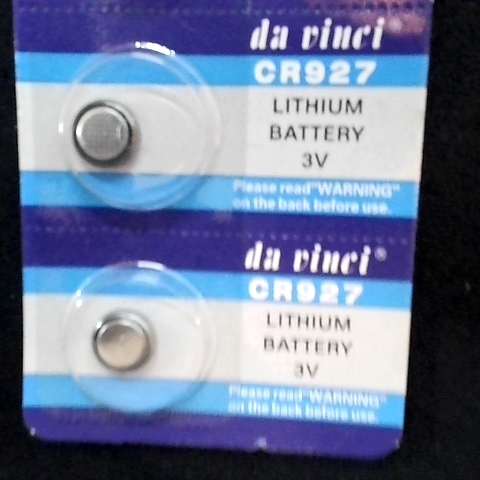 da vinci®
CR927
LITHIUM
BATTERY
3V
Please read "WARNING"
on the back before use.
da vinci®
CR927
LITHIUM
BATTERY
3V
Please read "WARNING"
on the back before use.